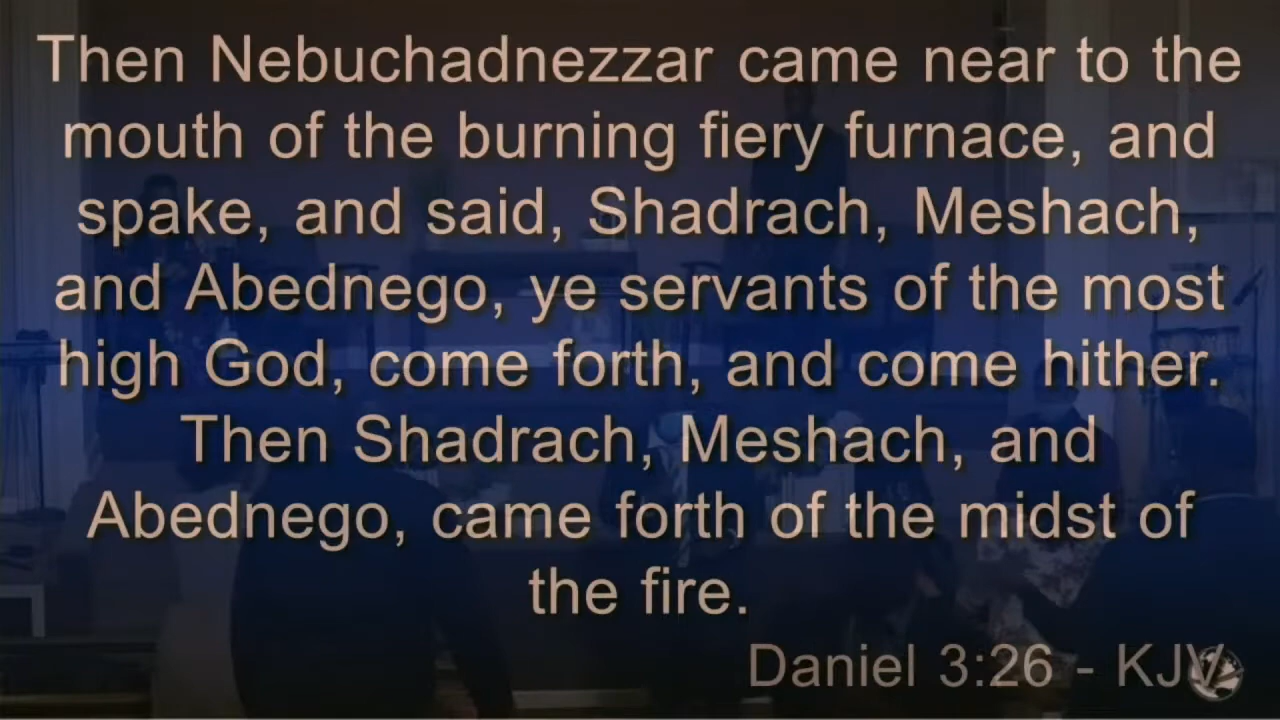 Then Nebuchadnezzar came near to the
mouth of the burning fiery furnace, and
spake, and said, Shadrach, Meshach,
and Abednego, ye servants of the most
high God, come forth, and come hither.
Then Shadrach, Meshach, and
Abednego, came forth of the midst of
the fire.
Daniel 3:26 - KJV